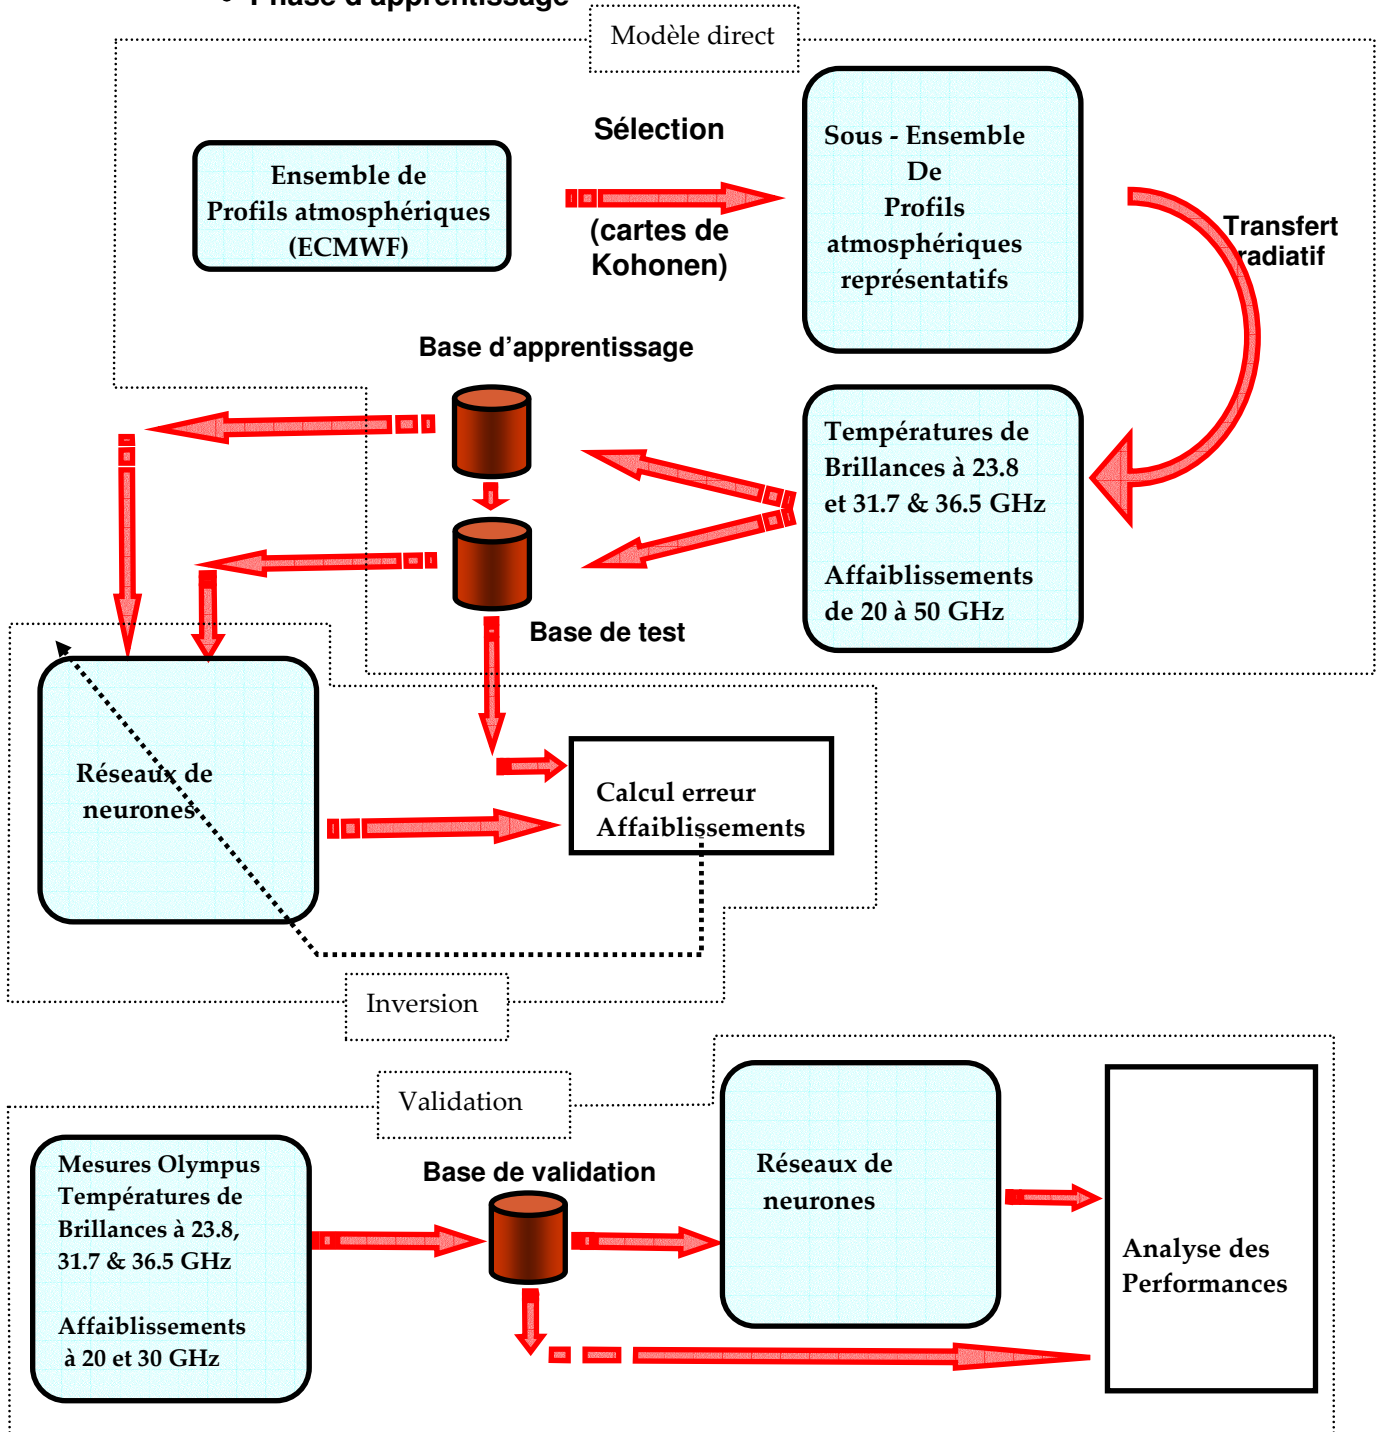 • Phase d'apprentissage
Modèle direct
Sélection
(cartes de
Kohonen)
Ensemble de
Profils atmosphériques
(ECMWF)
Sous - Ensemble
De
Profils
atmosphériques
représentatifs
Transfert
radiatif
Base d'apprentissage
Températures de
Brillances à 23.8
et 31.7 & 36.5 GHz
Affaiblissements
de 20 à 50 GHz
Base de test
Réseaux de
neurones
Calcul erreur
Affaiblissements
Inversion
Validation
Mesures Olympus
Températures de
Brillances à 23.8,
31.7 & 36.5 GHz
Affaiblissements
à 20 et 30 GHz
Base de validation
Réseaux de
neurones
Analyse des
Performances